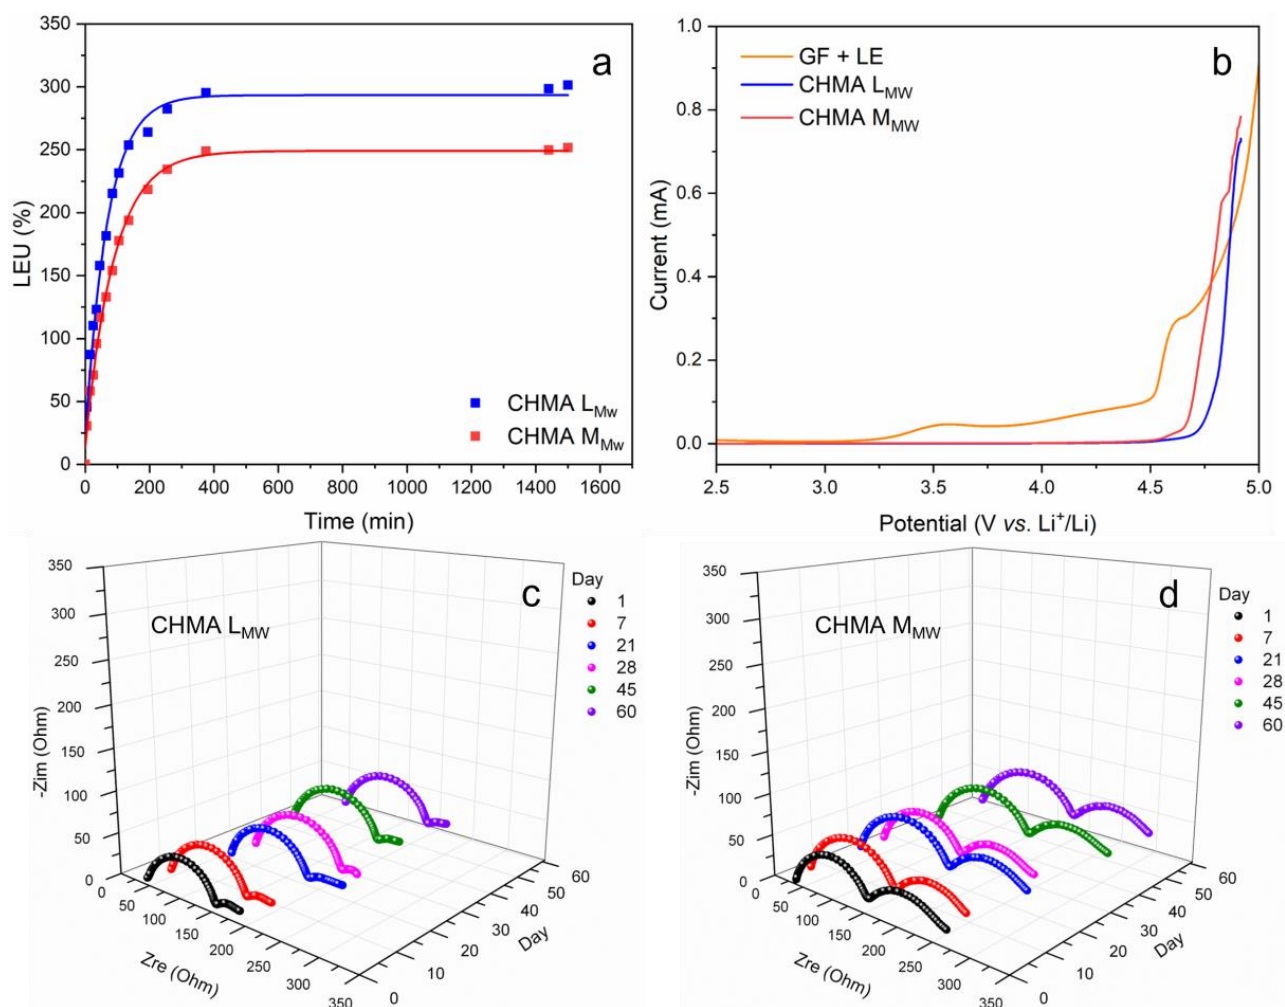 a
350
300
250
200
150
100
50
0
LEU (%)
CHMA L_Mw
CHMA M_Mw
0 200 400 600 800 1000 1200 1400 1600
Time (min)
b
1.0
0.8
0.6
0.4
0.2
0.0
Current (mA)
GF + LE
CHMA L_MW
CHMA M_MW
2.5 3.0 3.5 4.0 4.5 5.0
Potential (V vs. Li⁺/Li)
c
CHMA L_MW
Day
1
7
21
28
45
60
350
300
250
200
150
100
50
0
-Zim (Ohm)
0 50 100 150 200 250 300 350
Zre (Ohm)
0 10 20 30 40 50 60
Day
d
CHMA M_MW
Day
1
7
21
28
45
60
350
300
250
200
150
100
50
0
-Zim (Ohm)
0 50 100 150 200 250 300 350
Zre (Ohm)
0 10 20 30 40 50 60
Day